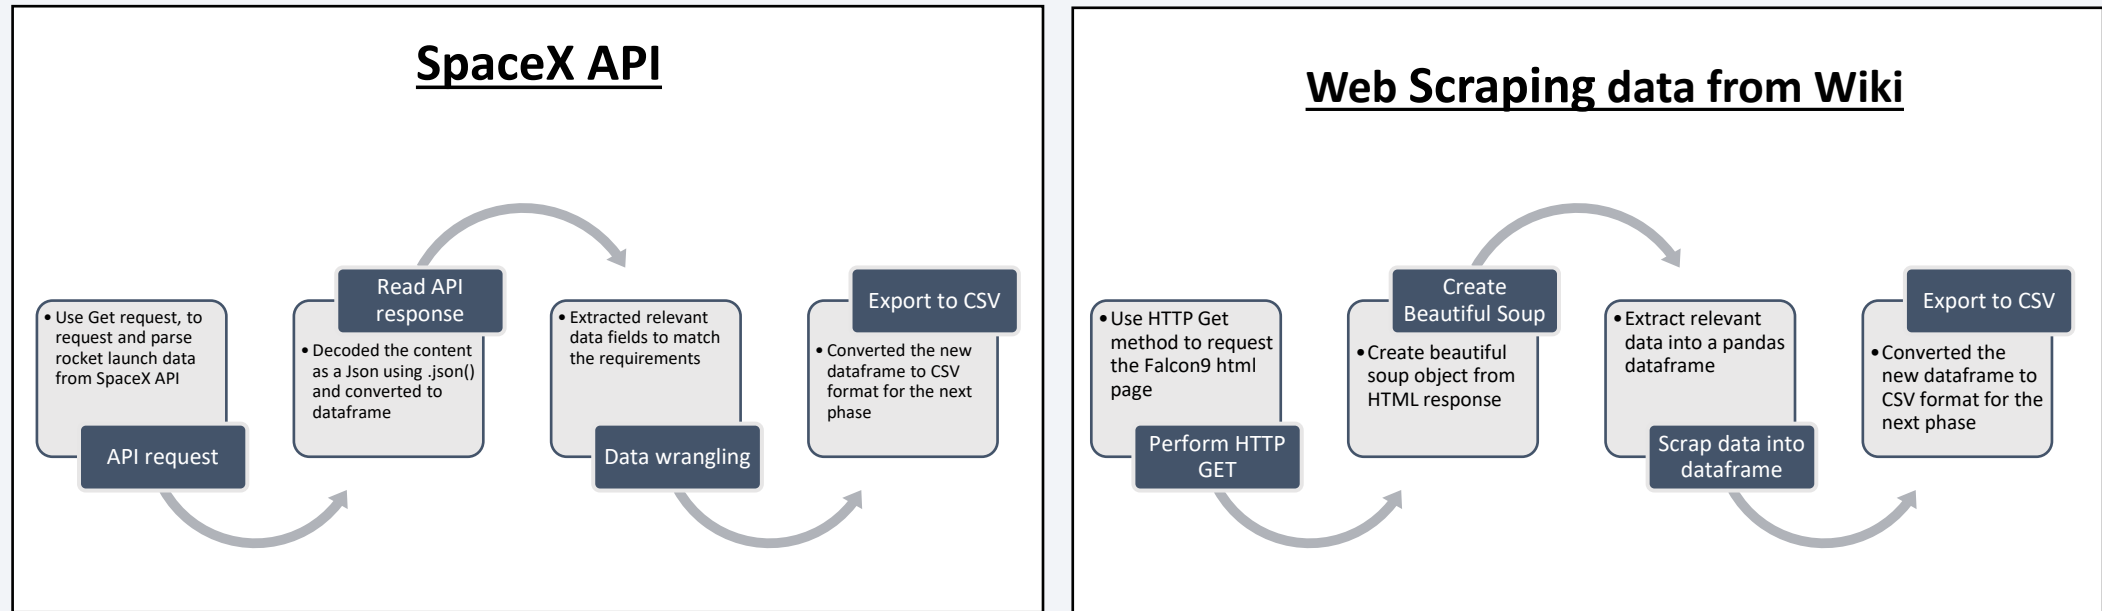 SpaceX API
• Use Get request, to
request and parse
rocket launch data
from SpaceX API
API request
Read API
response
• Decoded the content
as a Json using .json()
and converted to
dataframe
• Extracted relevant
data fields to match
the requirements
Data wrangling
Export to CSV
• Converted the new
dataframe to CSV
format for the next
phase
Web Scraping data from Wiki
• Use HTTP Get
method to request
the Falcon9 html
page
Perform HTTP
GET
Create
Beautiful Soup
• Create beautiful
soup object from
HTML response
• Extract relevant
data into a pandas
dataframe
Scrap data into
dataframe
Export to CSV
• Converted the
new dataframe to
CSV format for the
next phase